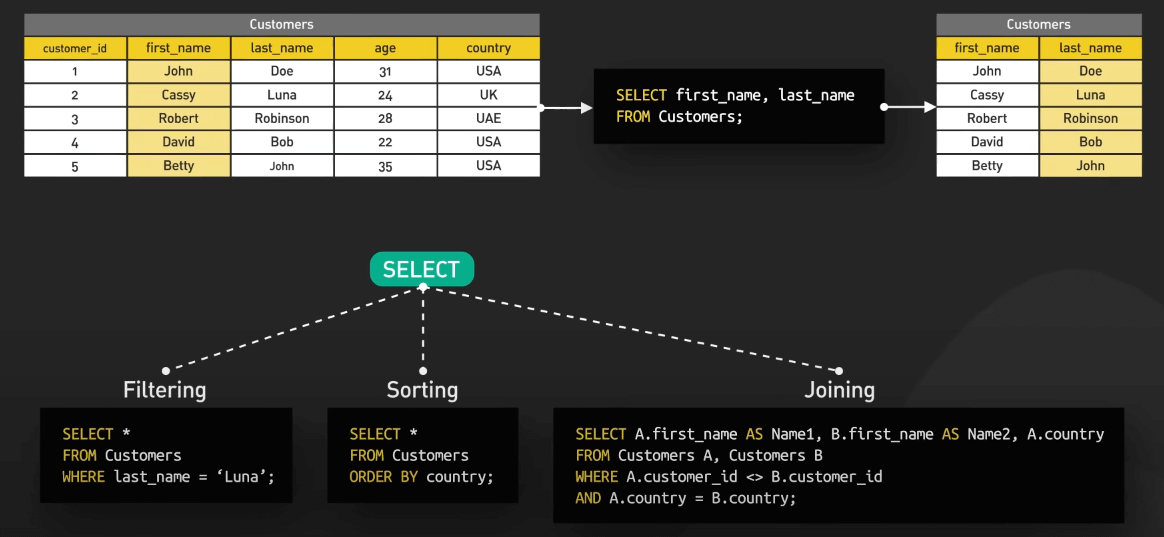 Customers
customer_id first_name last_name age country
1 John Doe 31 USA
2 Cassy Luna 24 UK
3 Robert Robinson 28 UAE
4 David Bob 22 USA
5 Betty John 35 USA
SELECT first_name, last_name
FROM Customers;
Customers
first_name last_name
John Doe
Cassy Luna
Robert Robinson
David Bob
Betty John
SELECT
Filtering
SELECT *
FROM Customers
WHERE last_name = ‘Luna’;
Sorting
SELECT *
FROM Customers
ORDER BY country;
Joining
SELECT A.first_name AS Name1, B.first_name AS Name2, A.country
FROM Customers A, Customers B
WHERE A.customer_id <> B.customer_id
AND A.country = B.country;